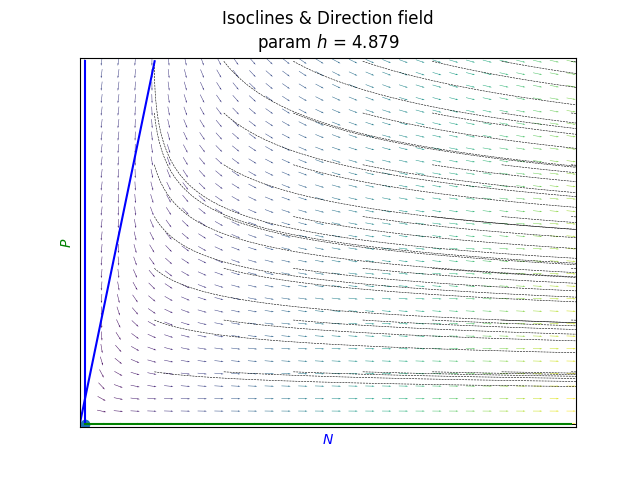 Isoclines & Direction field
param h = 4.879
P
N